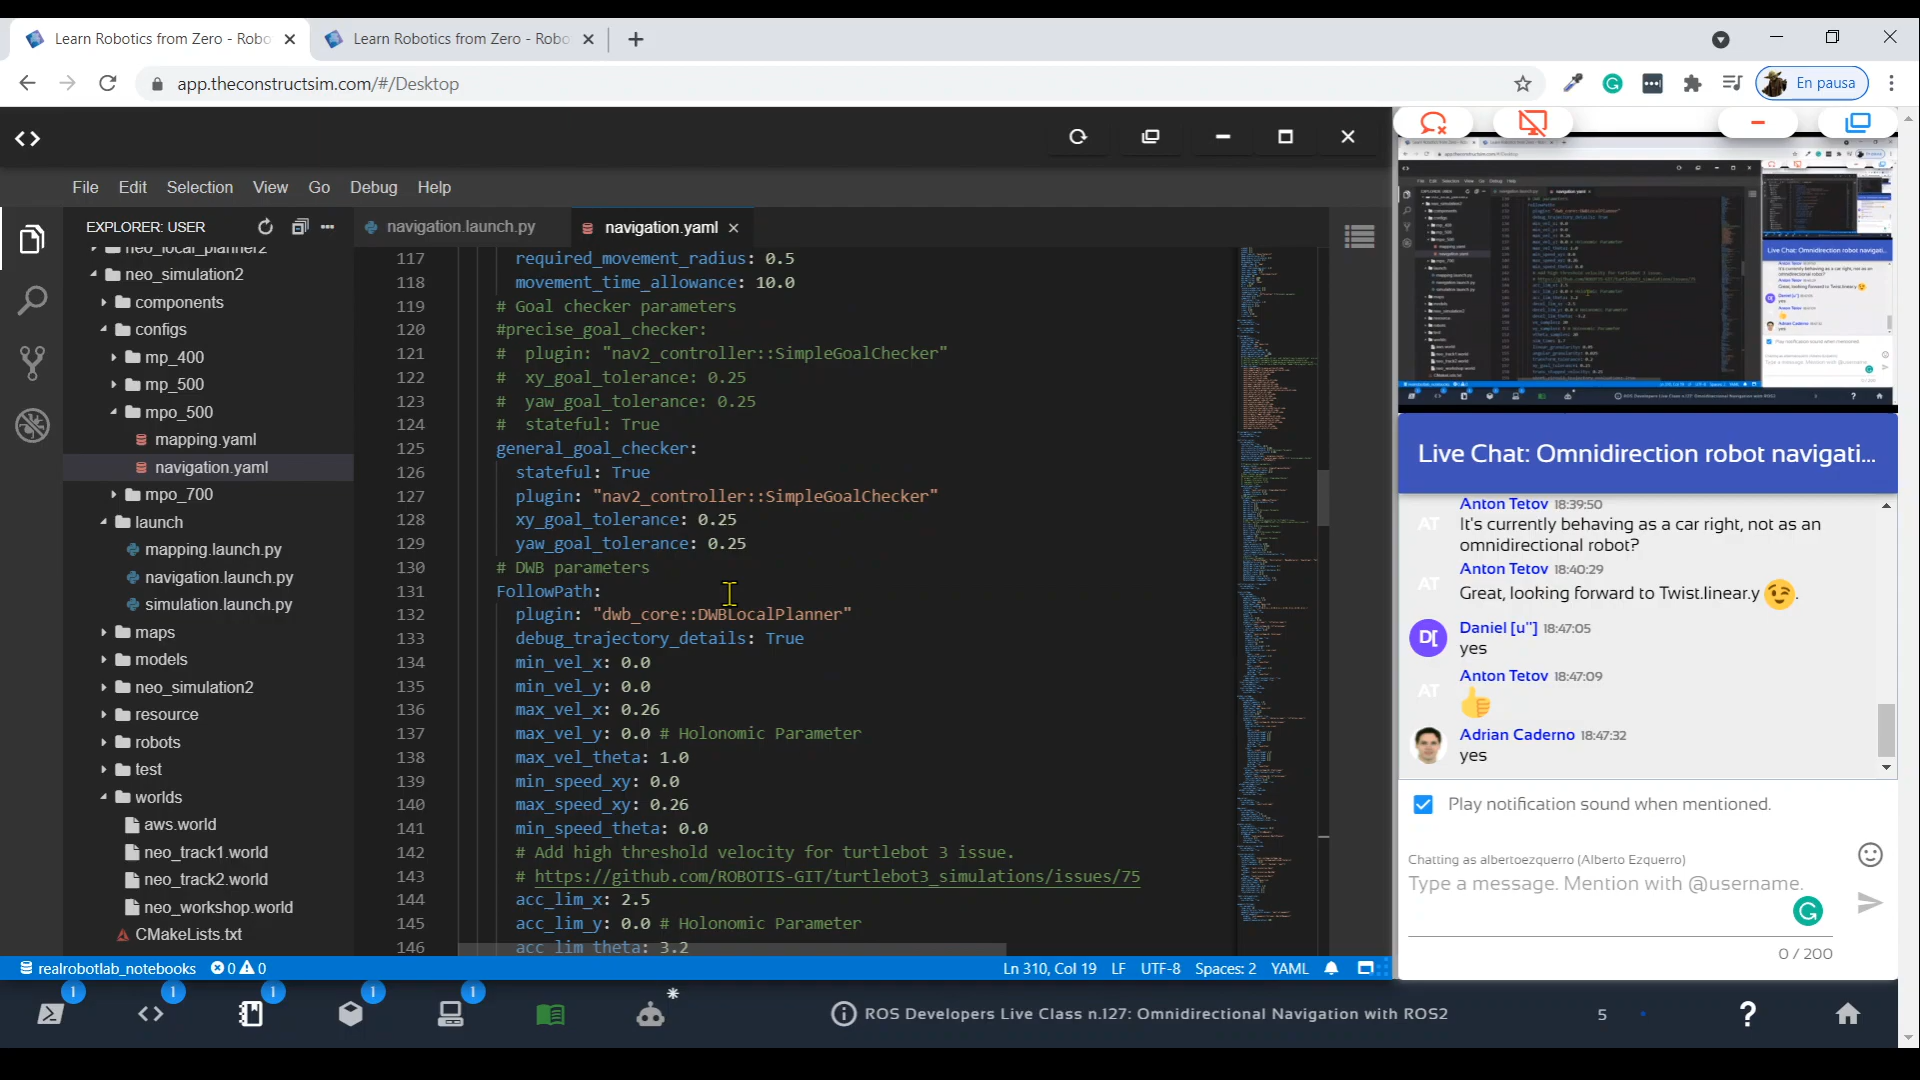 Learn Robotics from Zero - Robo
Learn Robotics from Zero - Robo
app.theconstructsim.com/#/Desktop
En pausa
File Edit Selection View Go Debug Help
EXPLORER: USER
navigation.launch.py
navigation.yaml
neo_local_planner2
neo_simulation2
components
configs
mp_400
mp_500
mpo_500
mapping.yaml
navigation.yaml
mpo_700
launch
mapping.launch.py
navigation.launch.py
simulation.launch.py
maps
models
neo_simulation2
resource
robots
test
worlds
aws.world
neo_track1.world
neo_track2.world
neo_workshop.world
CMakeLists.txt
117 required_movement_radius: 0.5
118 movement_time_allowance: 10.0
119 # Goal checker parameters
120 #precise_goal_checker:
121 # plugin: "nav2_controller::SimpleGoalChecker"
122 # xy_goal_tolerance: 0.25
123 # yaw_goal_tolerance: 0.25
124 # stateful: True
125 general_goal_checker:
126 stateful: True
127 plugin: "nav2_controller::SimpleGoalChecker"
128 xy_goal_tolerance: 0.25
129 yaw_goal_tolerance: 0.25
130 # DWB parameters
131 FollowPath:
132 plugin: "dwb_core::DWBLocalPlanner"
133 debug_trajectory_details: True
134 min_vel_x: 0.0
135 min_vel_y: 0.0
136 max_vel_x: 0.26
137 max_vel_y: 0.0 # Holonomic Parameter
138 max_vel_theta: 1.0
139 min_speed_xy: 0.0
140 max_speed_xy: 0.26
141 min_speed_theta: 0.0
142 # Add high threshold velocity for turtlebot 3 issue.
143 # https://github.com/ROBOTIS-GIT/turtlebot3_simulations/issues/75
144 acc_lim_x: 2.5
145 acc_lim_y: 0.0 # Holonomic Parameter
146 acc_lim_theta: 3.2
Live Chat: Omnidirection robot navigati...
Anton Tetov 18:39:50
AT
It's currently behaving as a car right, not as an
omnidirectional robot?
Anton Tetov 18:40:29
AT
Great, looking forward to Twist.linear.y 😉.
Daniel [u"] 18:47:05
D[
yes
Anton Tetov 18:47:09
AT
👍
Adrian Caderno 18:47:32
yes
Play notification sound when mentioned.
Chatting as albertoezquerro (Alberto Ezquerro)
Type a message. Mention with @username.
0 / 200
realrobotlab_notebooks 0 0
Ln 310, Col 19 LF UTF-8 Spaces: 2 YAML
1 1 1 1 1
ROS Developers Live Class n.127: Omnidirectional Navigation with ROS2
5
?